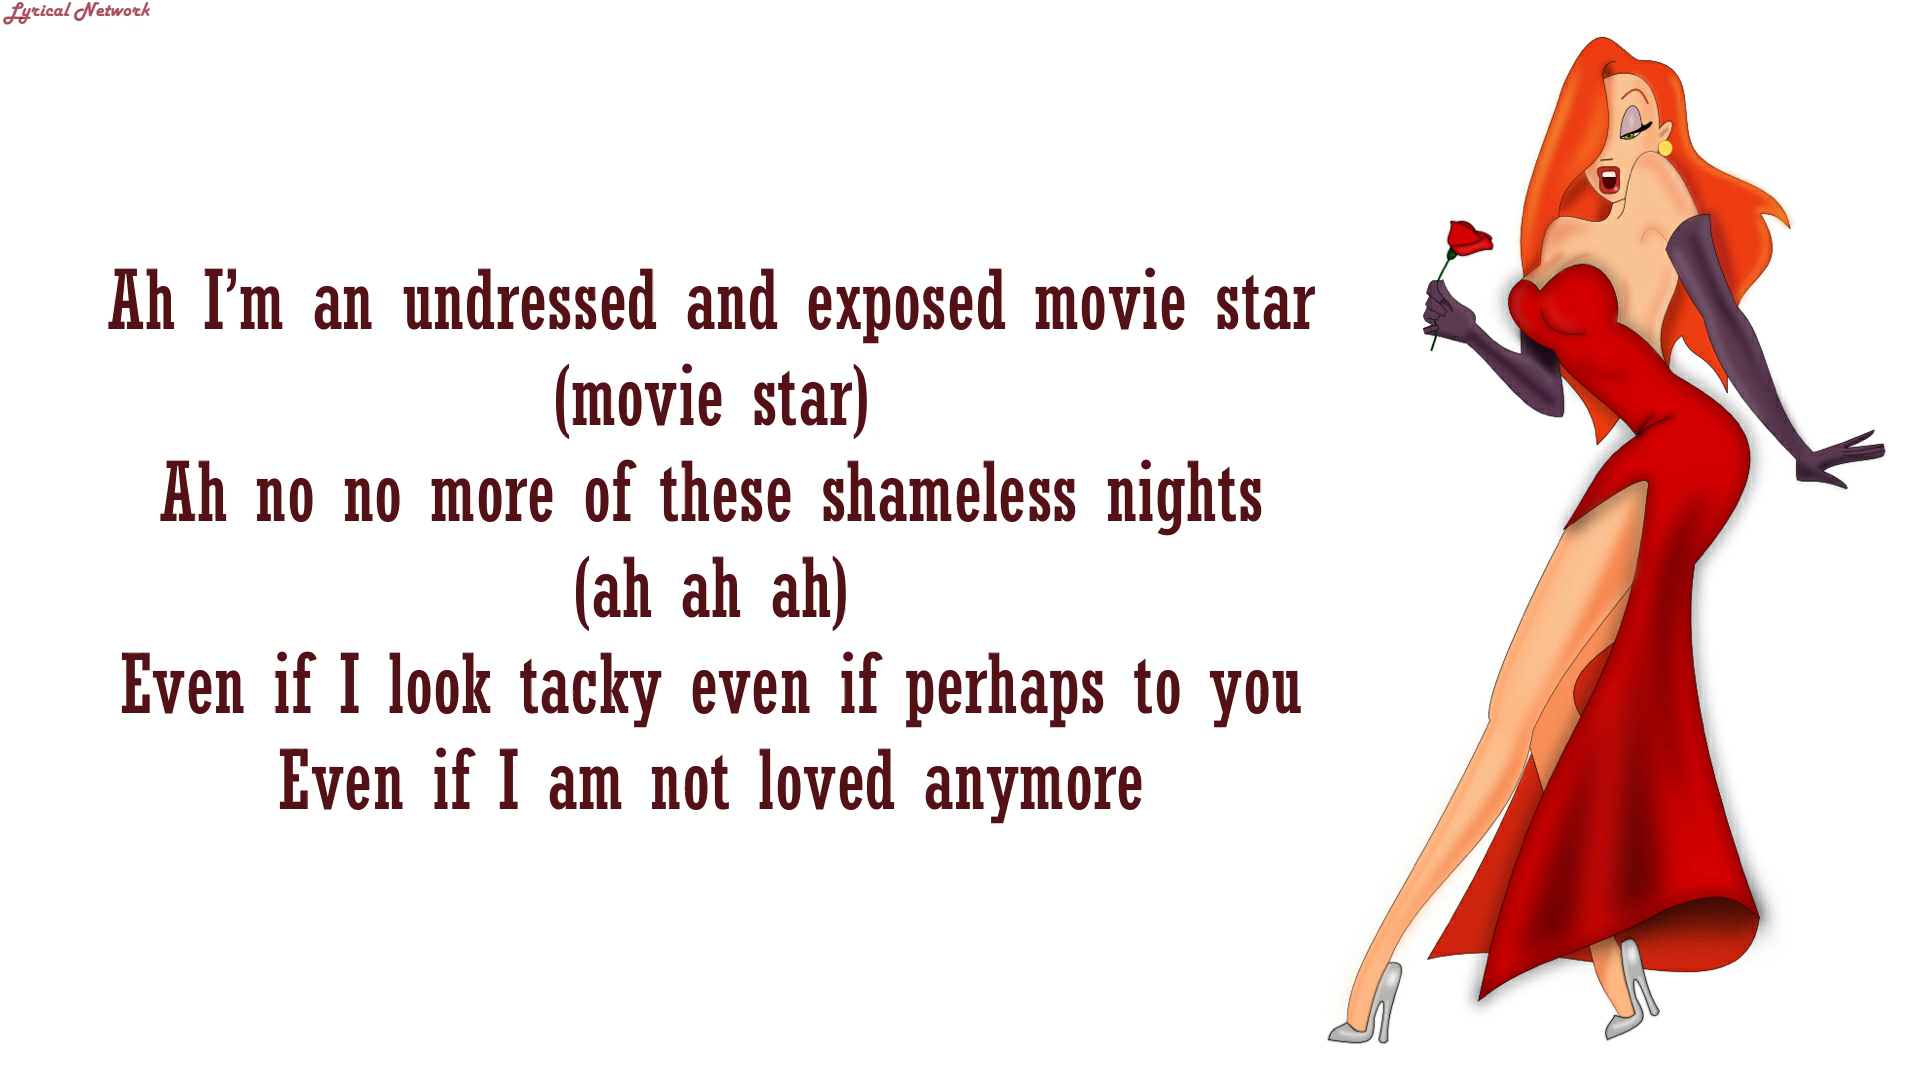 Lyrical Network
Ah I’m an undressed and exposed movie star
(movie star)
Ah no no more of these shameless nights
(ah ah ah)
Even if I look tacky even if perhaps to you
Even if I am not loved anymore